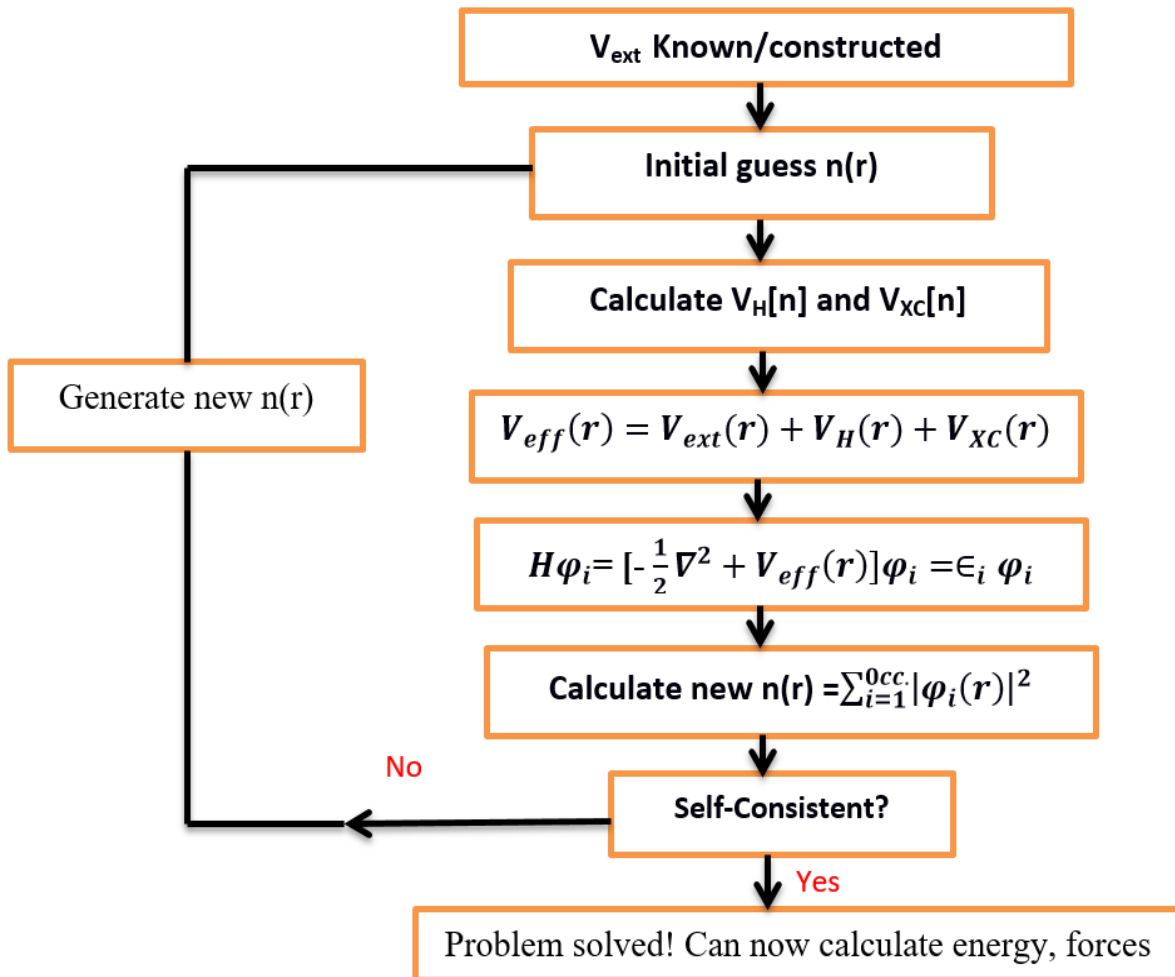 V_ext Known/constructed
Initial guess n(r)
Calculate V_H[n] and V_XC[n]
Generate new n(r)
V_eff(r) = V_ext(r) + V_H(r) + V_XC(r)
Hφ_i= [-½∇² + V_eff(r)]φ_i =∈_i φ_i
Calculate new n(r) =∑_{i=1}^{0cc.}|φ_i(r)|²
No
Self-Consistent?
Yes
Problem solved! Can now calculate energy, forces